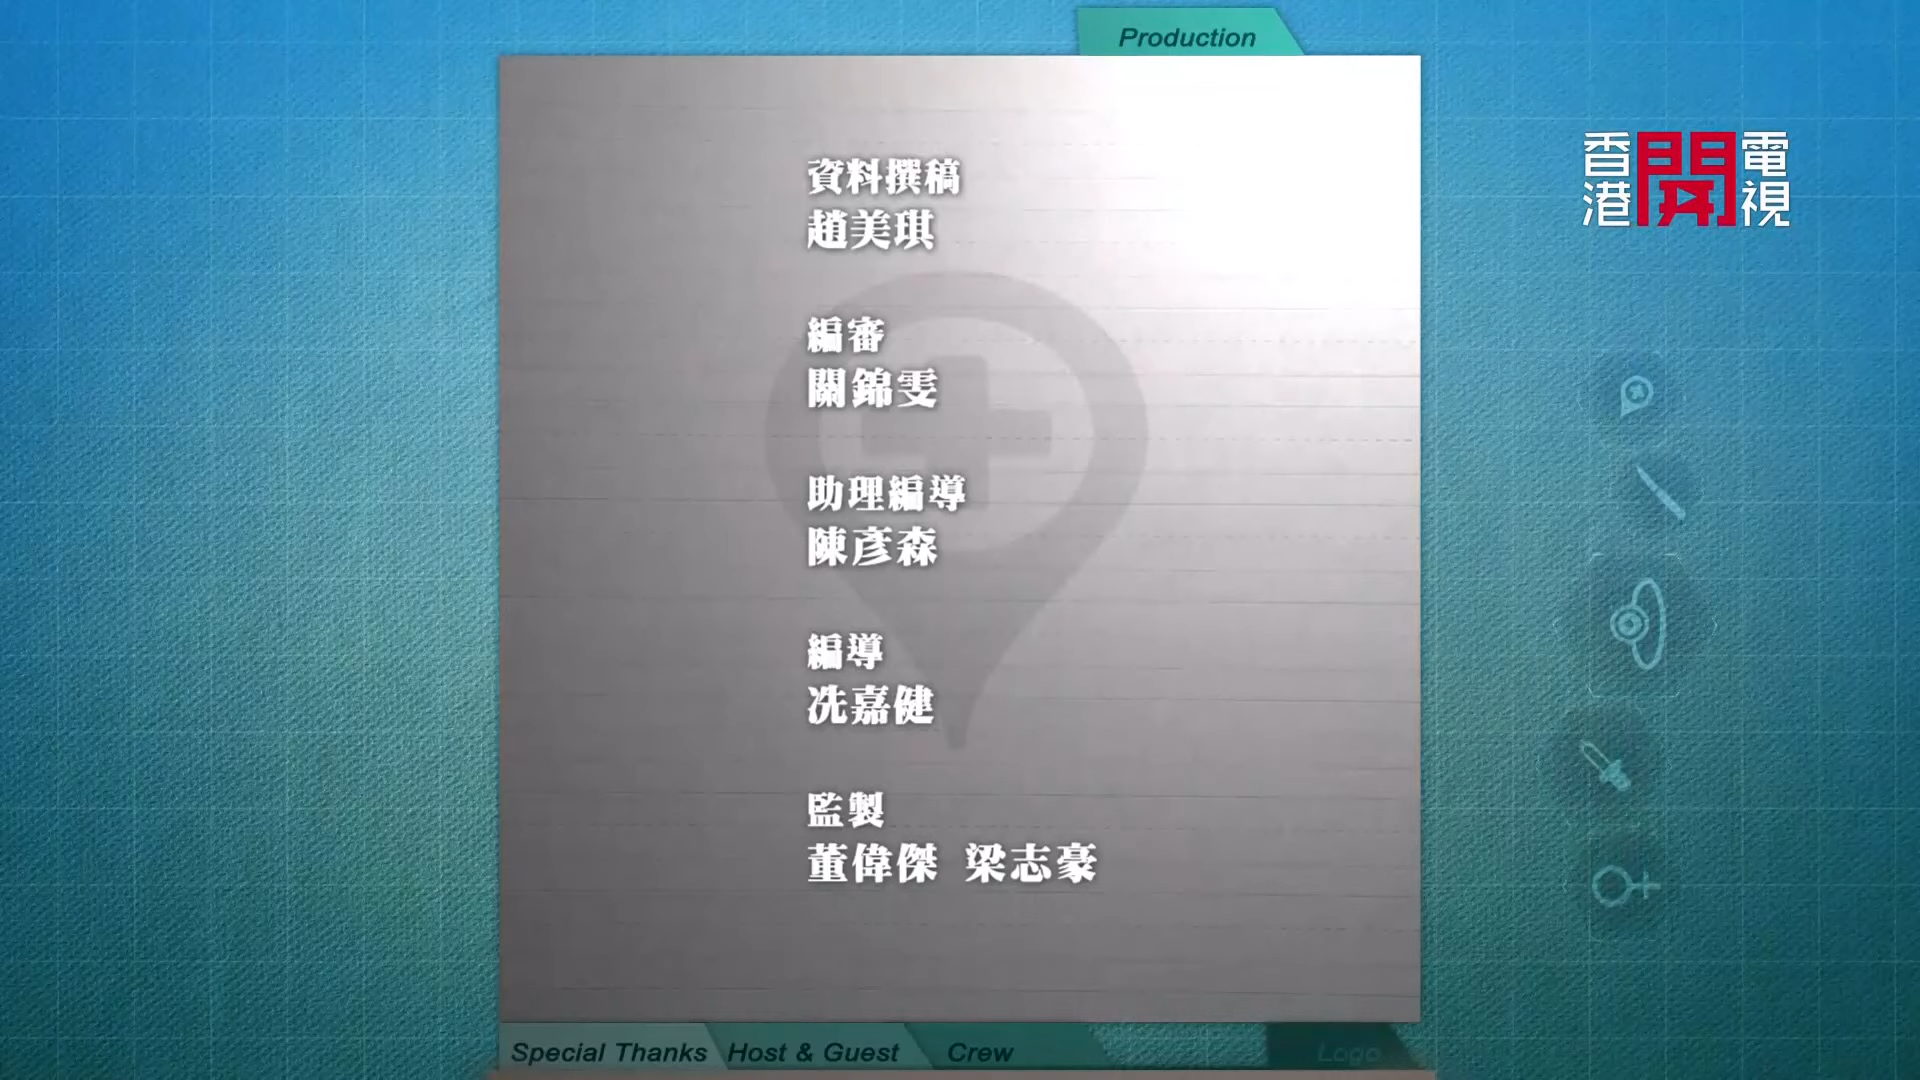 Production
香港開電視
資料撰稿
趙美琪
編審
關錦雯
助理編導
陳彥森
編導
冼嘉健
監製
董偉傑 梁志豪
Special Thanks
Host & Guest
Crew
Logo